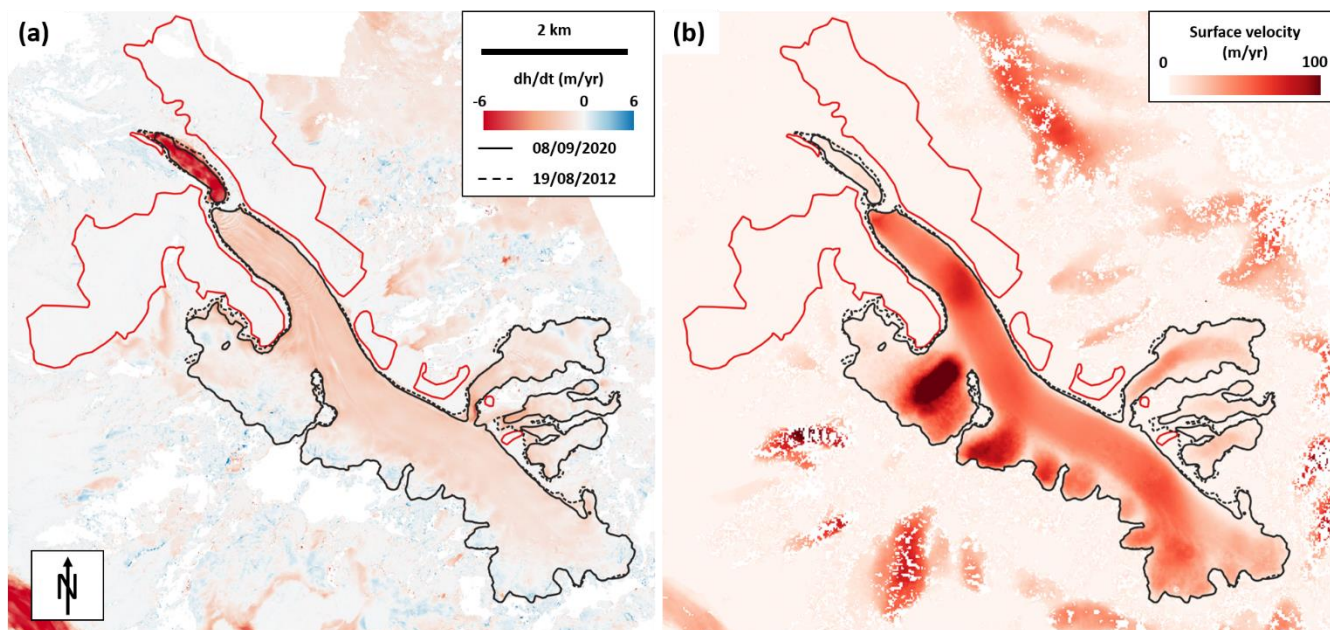 (a)
2 km
dh/dt (m/yr)
-6 0 6
08/09/2020
19/08/2012
N
(b)
Surface velocity
(m/yr)
0 100